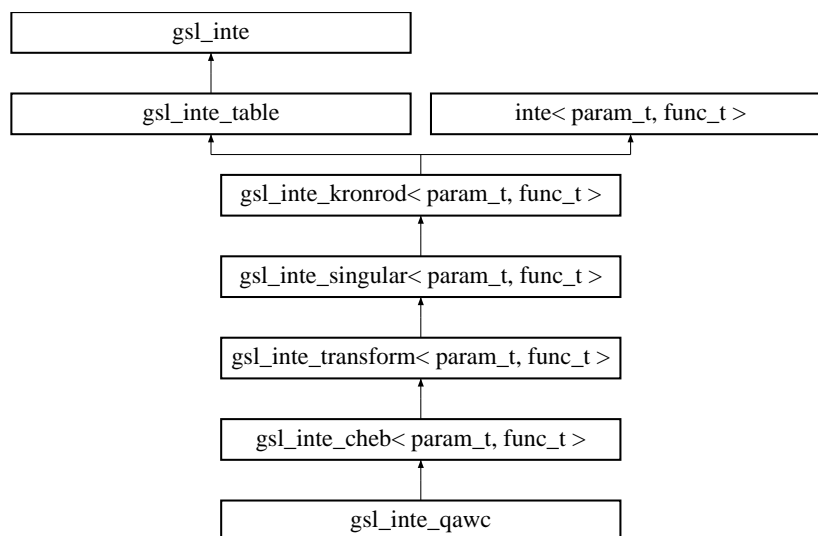 gsl_inte
gsl_inte_table
inte< param_t, func_t >
gsl_inte_kronrod< param_t, func_t >
gsl_inte_singular< param_t, func_t >
gsl_inte_transform< param_t, func_t >
gsl_inte_cheb< param_t, func_t >
gsl_inte_qawc